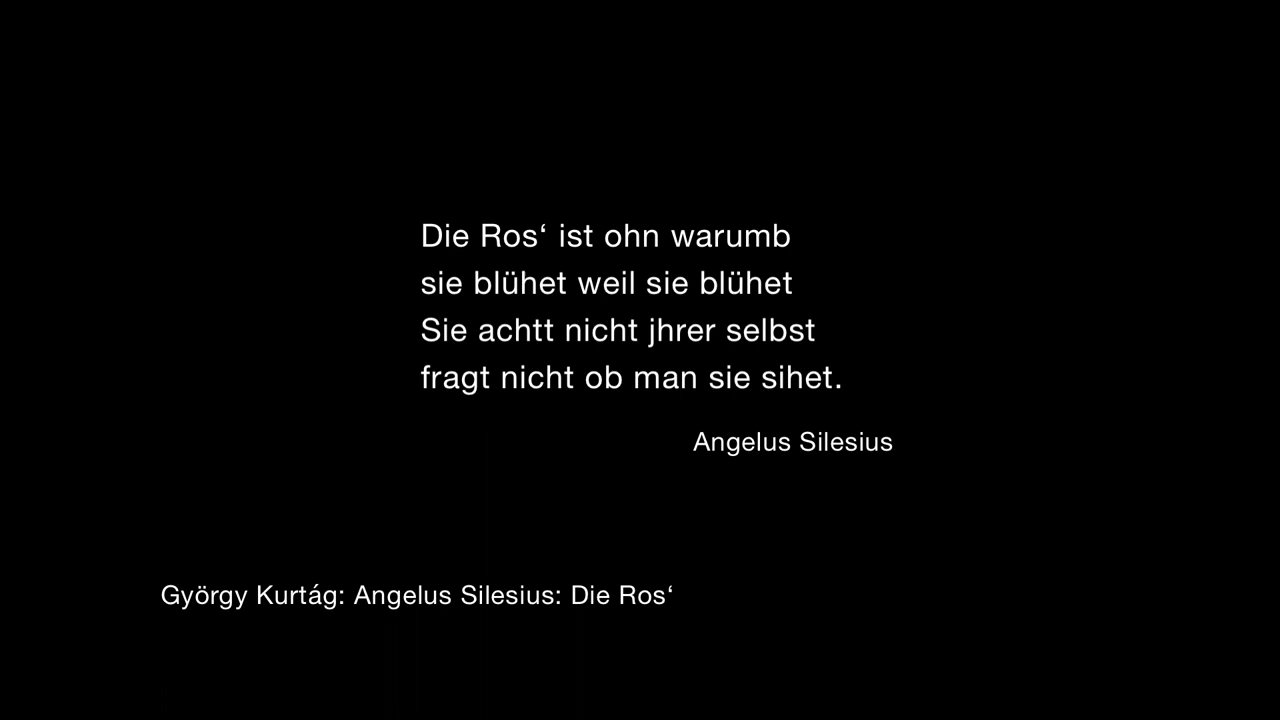 Die Ros‘ ist ohn warumb
sie blühet weil sie blühet
Sie achtt nicht jhrer selbst
fragt nicht ob man sie sihet.
Angelus Silesius
György Kurtág: Angelus Silesius: Die Ros‘